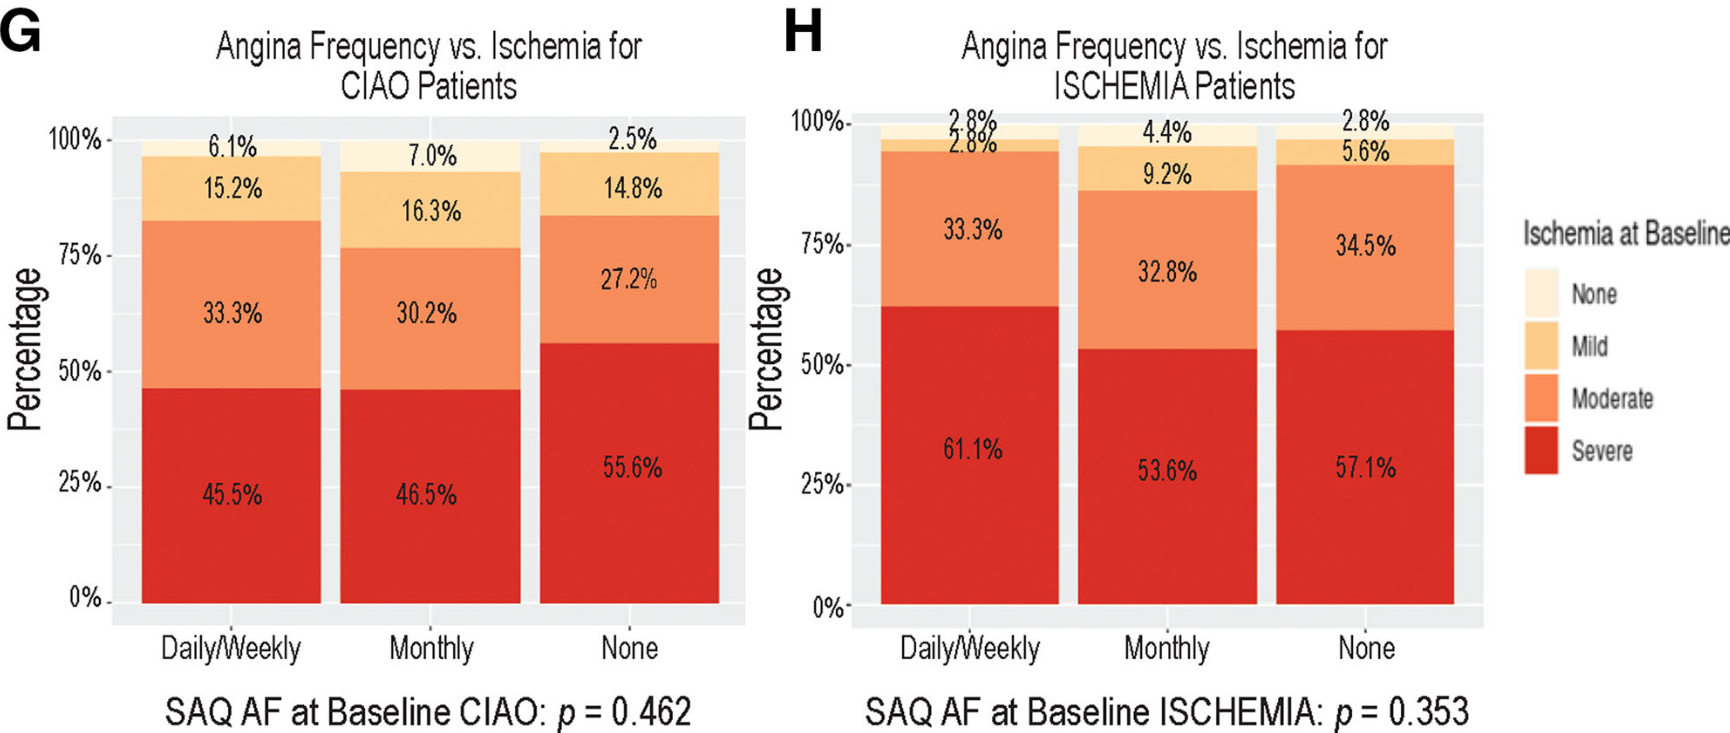 G
Angina Frequency vs. Ischemia for
CIAO Patients
Percentage
100%
75%
50%
25%
0%
6.1%
15.2%
33.3%
45.5%
7.0%
16.3%
30.2%
46.5%
2.5%
14.8%
27.2%
55.6%
Daily/Weekly
Monthly
None
SAQ AF at Baseline CIAO: p = 0.462
H
Angina Frequency vs. Ischemia for
ISCHEMIA Patients
Percentage
100%
75%
50%
25%
0%
2.8%
2.8%
33.3%
61.1%
4.4%
9.2%
32.8%
53.6%
2.8%
5.6%
34.5%
57.1%
Daily/Weekly
Monthly
None
SAQ AF at Baseline ISCHEMIA: p = 0.353
Ischemia at Baseline
None
Mild
Moderate
Severe